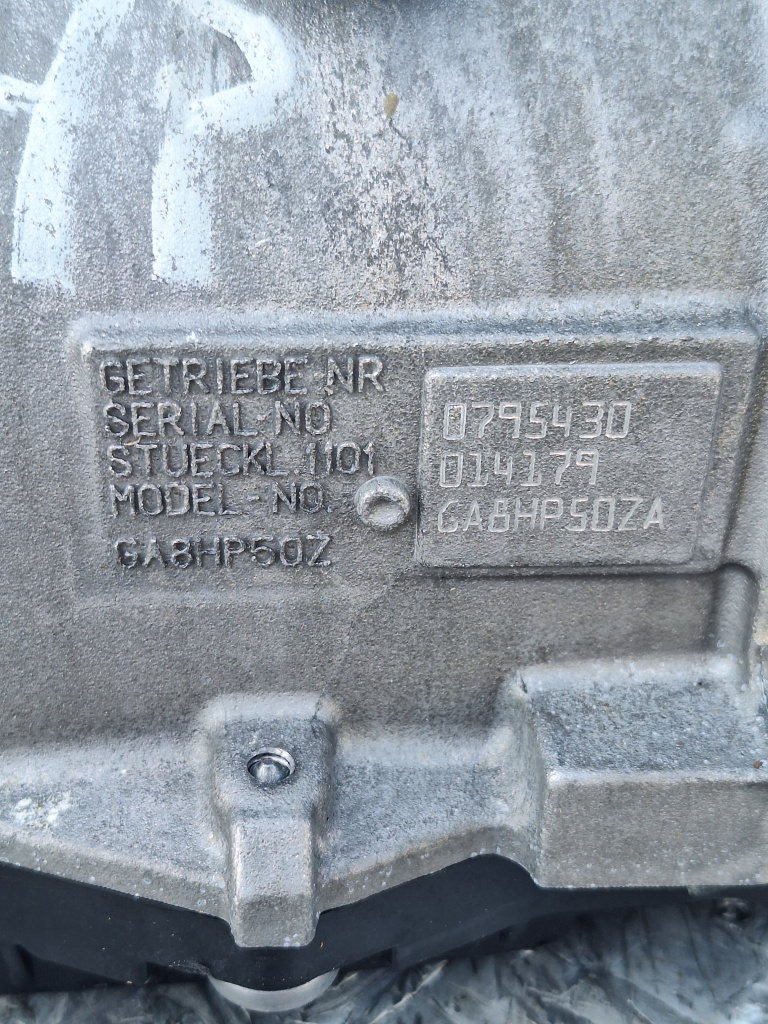 GETRIEBE NR
SERIAL-NO
STUECKL.1101
MODEL-NO.
GA8HP50Z
0795430
014179
GA8HP50ZA